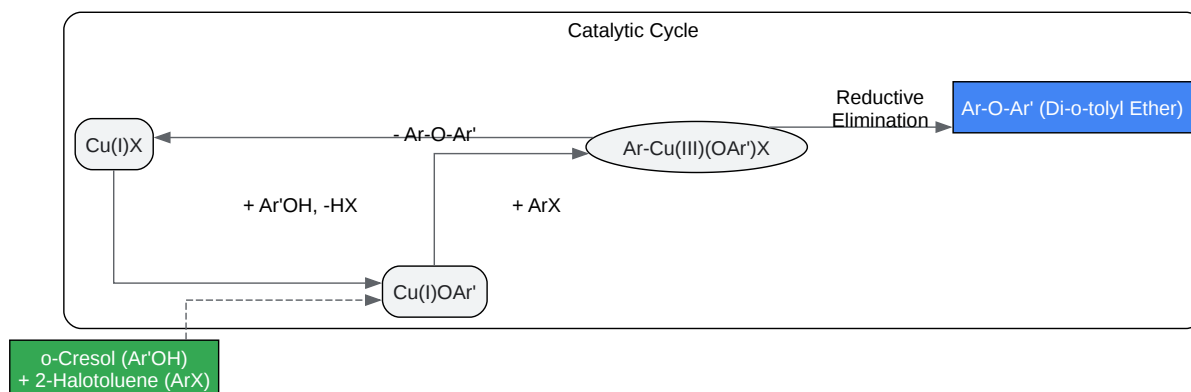 Catalytic Cycle
Reductive
Elimination
Ar-O-Ar' (Di-o-tolyl Ether)
- Ar-O-Ar'
Cu(I)X
Ar-Cu(III)(OAr')X
+ Ar'OH, -HX
+ ArX
Cu(I)OAr'
o-Cresol (Ar'OH)
+ 2-Halotoluene (ArX)